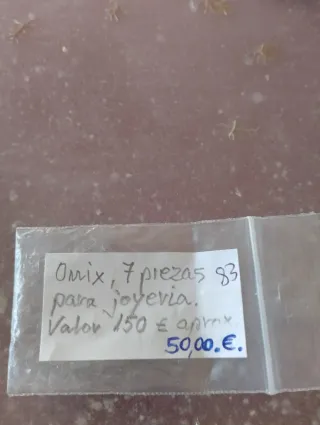 Onix, 7 piezas 83
para joyeria.
Valor 150 € aprox
50,00.€.